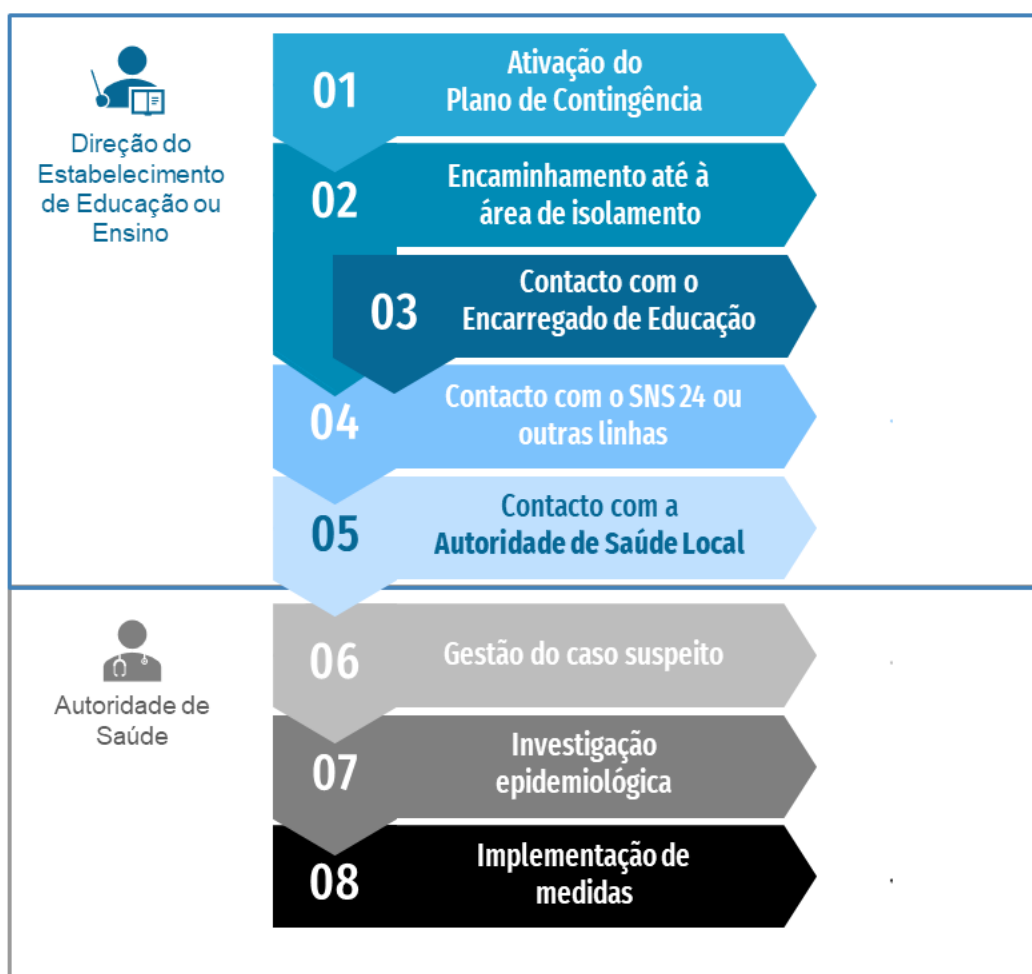 Direção do
Estabelecimento
de Educação ou
Ensino
01
Ativação do
Plano de Contingência
02
Encaminhamento até à
área de isolamento
03
Contacto com o
Encarregado de Educação
04
Contacto com o SNS 24 ou
outras linhas
05
Contacto com a
Autoridade de Saúde Local
Autoridade de
Saúde
06
Gestão do caso suspeito
07
Investigação
epidemiológica
08
Implementação de
medidas